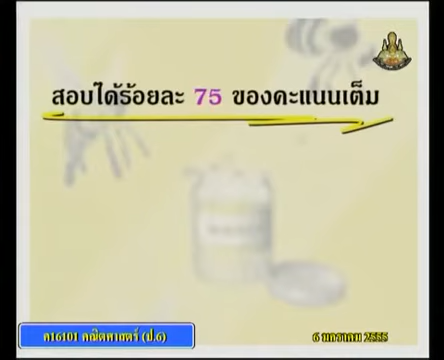 สอบได้ร้อยละ 75 ของคะแนนเต็ม
ค16101 คณิตศาสตร์ (ป.6)
6 มกราคม 2555